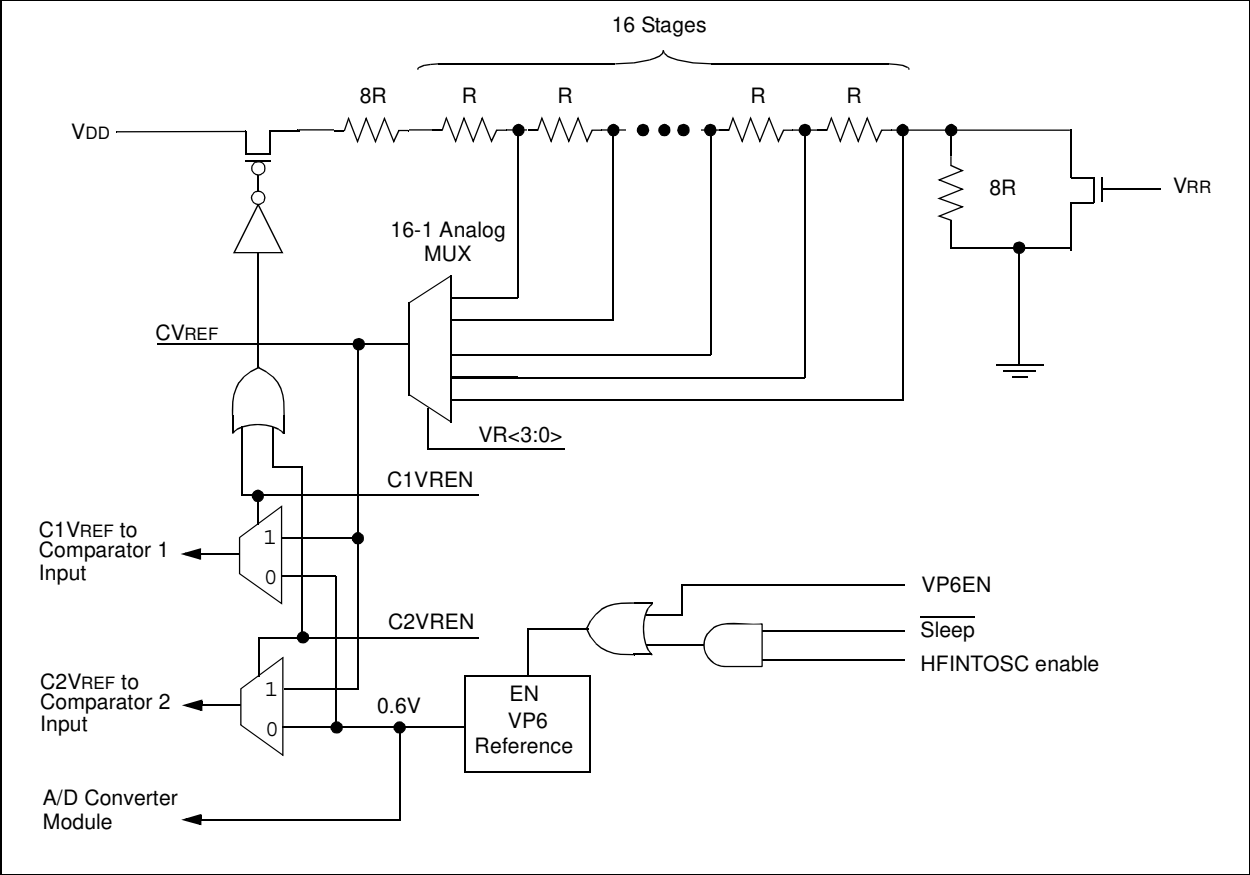 16 Stages
8R
R
R
R
R
VDD
8R
VRR
16-1 Analog
MUX
CVREF
VR<3:0>
C1VREN
C1VREF to
Comparator 1
Input
1
0
VP6EN
C2VREN
Sleep
HFINTOSC enable
C2VREF to
Comparator 2
Input
1
0
0.6V
EN
VP6
Reference
A/D Converter
Module